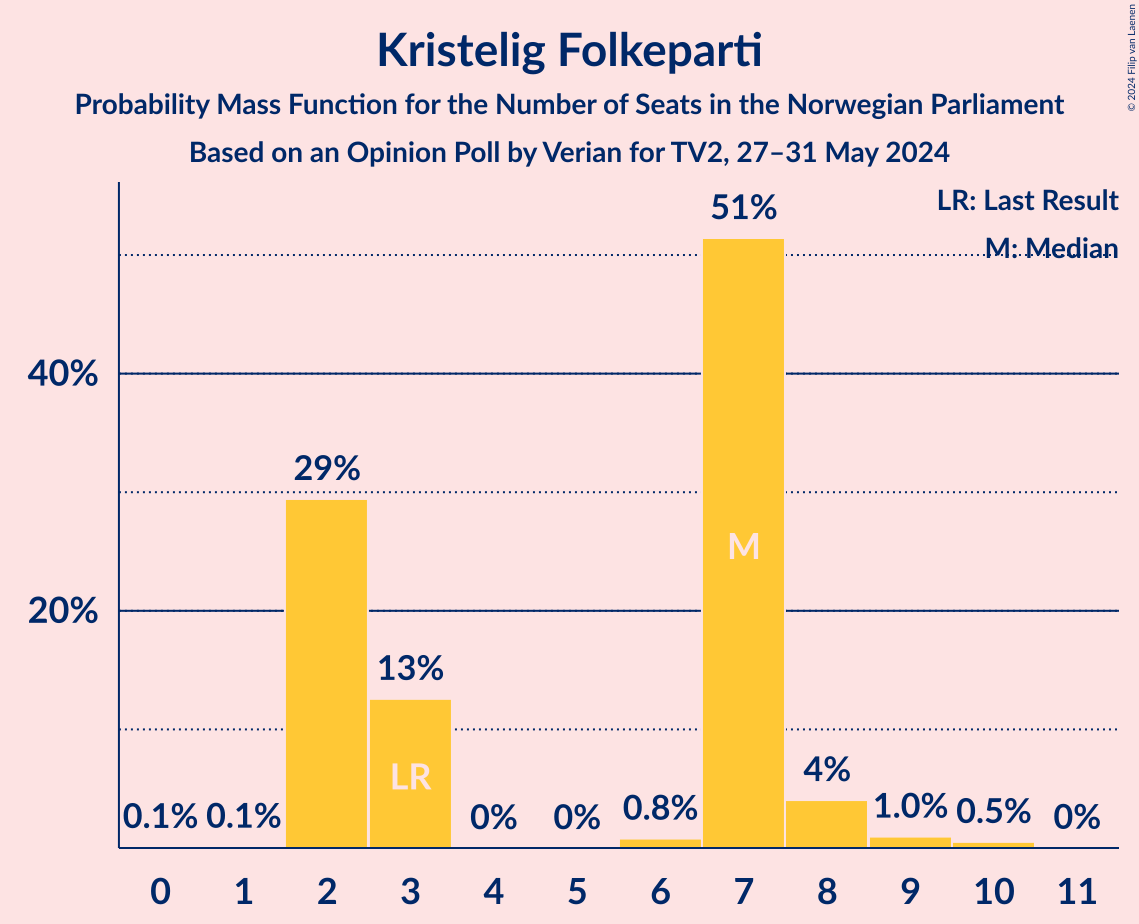 Kristelig Folkeparti
Probability Mass Function for the Number of Seats in the Norwegian Parliament
Based on an Opinion Poll by Verian for TV2, 27–31 May 2024
© 2024 Filip van Laenen
LR: Last Result
M: Median
51%
40%
29%
M
20%
13%
LR
4%
0.1% 0.1% 0% 0% 0.8% 1.0% 0.5% 0%
0 1 2 3 4 5 6 7 8 9 10 11